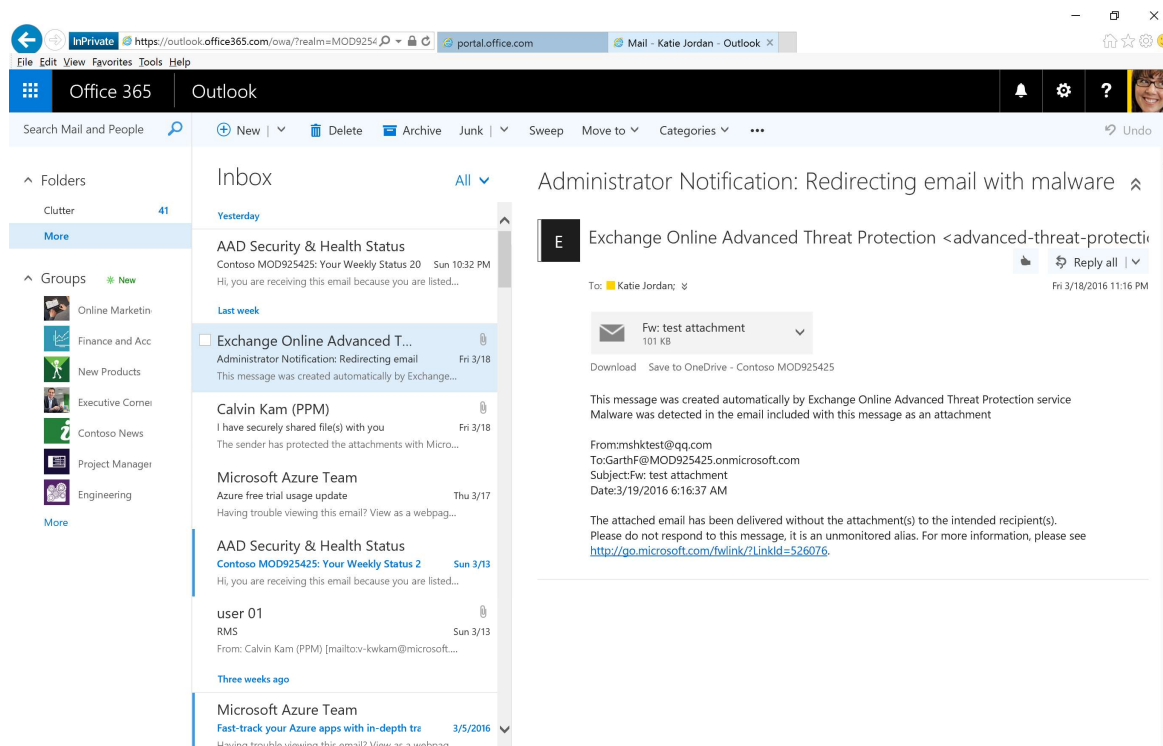 InPrivate https://outlook.office365.com/owa/?realm=MOD9254 portal.office.com Mail - Katie Jordan - Outlook
File Edit View Favorites Tools Help
Office 365 Outlook ?
Search Mail and People New Delete Archive Junk Sweep Move to Categories ••• Undo
Folders
Clutter 41
More
Groups New
Online Marketin
Finance and Acc
New Products
Executive Corner
Contoso News
Project Manager
Engineering
More
Inbox All
Yesterday
AAD Security & Health Status
Contoso MOD925425: Your Weekly Status 20 Sun 10:32 PM
Hi, you are receiving this email because you are listed...
Last week
Exchange Online Advanced T...
Administrator Notification: Redirecting email Fri 3/18
This message was created automatically by Exchange...
Calvin Kam (PPM)
I have securely shared file(s) with you Fri 3/18
The sender has protected the attachments with Micro...
Microsoft Azure Team
Azure free trial usage update Thu 3/17
Having trouble viewing this email? View as a webpag...
AAD Security & Health Status
Contoso MOD925425: Your Weekly Status 2 Sun 3/13
Hi, you are receiving this email because you are listed...
user 01
RMS Sun 3/13
From: Calvin Kam (PPM) [mailto:v-kwkam@microsoft....
Three weeks ago
Microsoft Azure Team
Fast-track your Azure apps with in-depth tra 3/5/2016
Having trouble viewing this email? View as a webpag
Administrator Notification: Redirecting email with malware
E Exchange Online Advanced Threat Protection <advanced-threat-protecti
Reply all
To: Katie Jordan; Fri 3/18/2016 11:16 PM
Fw: test attachment
101 KB
Download Save to OneDrive - Contoso MOD925425
This message was created automatically by Exchange Online Advanced Threat Protection service
Malware was detected in the email included with this message as an attachment
From:mshktest@qq.com
To:GarthF@MOD925425.onmicrosoft.com
Subject:Fw: test attachment
Date:3/19/2016 6:16:37 AM
The attached email has been delivered without the attachment(s) to the intended recipient(s).
Please do not respond to this message, it is an unmonitored alias. For more information, please see
http://go.microsoft.com/fwlink/?LinkId=526076.